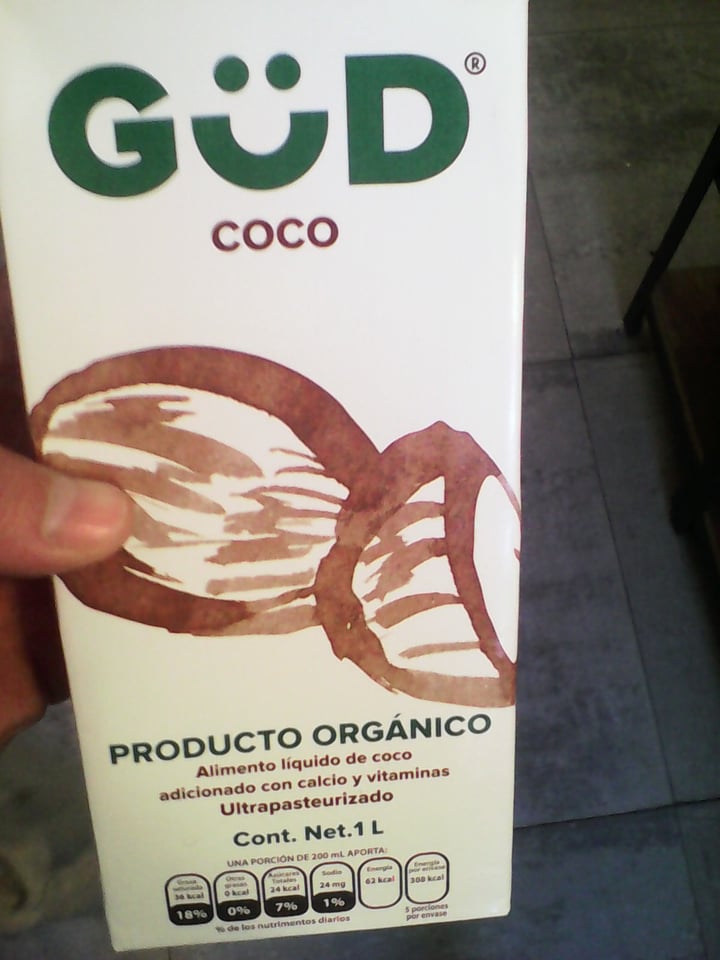 GÜD®
COCO
PRODUCTO ORGÁNICO
Alimento líquido de coco
adicionado con calcio y vitaminas
Ultrapasteurizado
Cont. Net.1 L
UNA PORCIÓN DE 200 mL APORTA:
Grasa saturada 36 kcal 18%
Otras grasas 0 kcal 0%
Azúcares Totales 24 kcal 7%
Sodio 24 mg 1%
Energía 62 kcal
Energía por envase 308 kcal
% de los nutrimentos diarios
5 porciones por envase